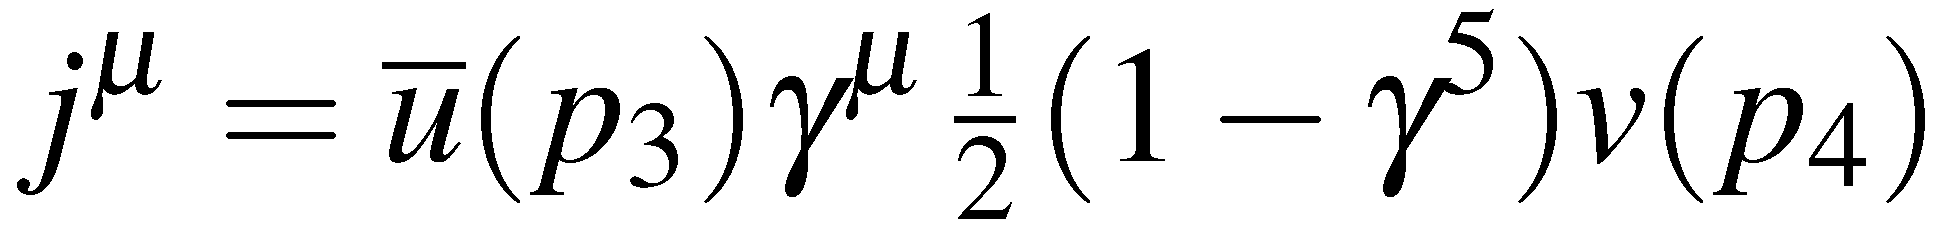 j^μ = u̅(p₃)γ^μ ½(1 − γ⁵)v(p₄)